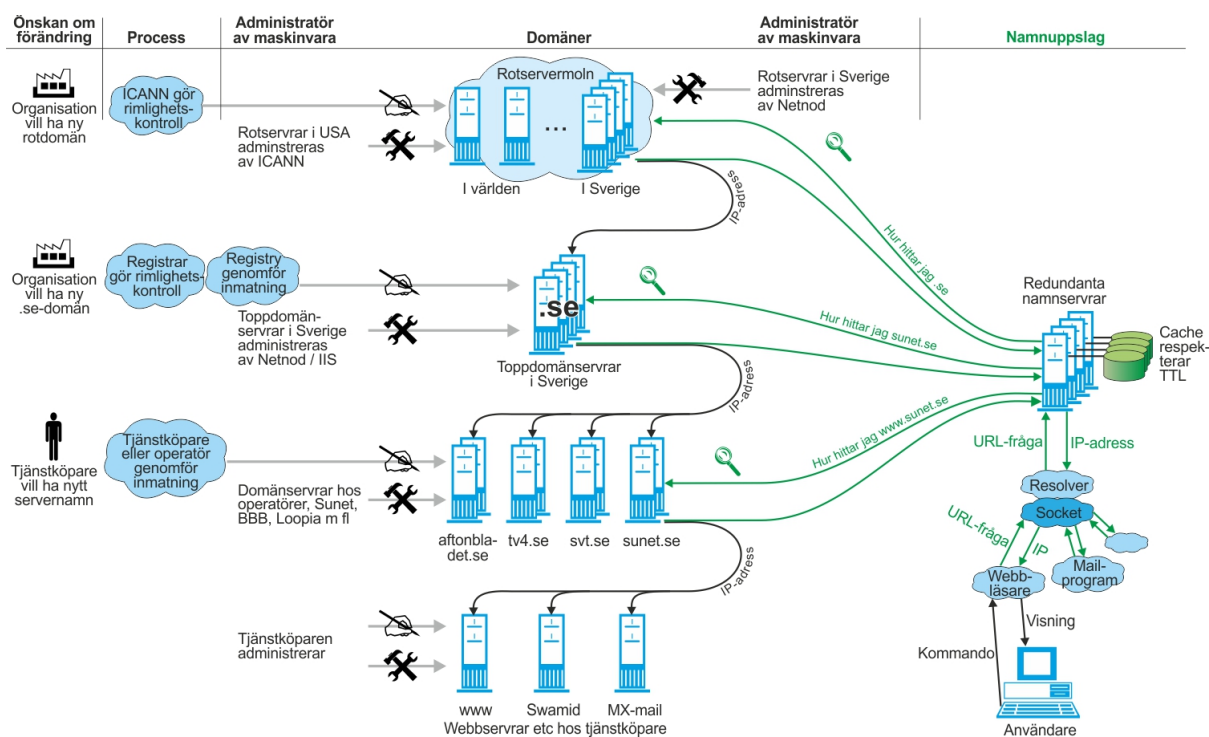 Önskan om
förändring
Process
Administratör
av maskinvara
Domäner
Administratör
av maskinvara
Namnuppslag
Organisation
vill ha ny
rotdomän
ICANN gör
rimlighets-
kontroll
Rotservrar i USA
adminstreras
av ICANN
Rotservermoln
...
I världen
I Sverige
Rotservrar i Sverige
adminstreras
av Netnod
IP-adress
Hur hittar jag .se
Organisation
vill ha ny
.se-domän
Registrar
gör rimlighets-
kontroll
Registry
genomför
inmatning
Toppdomän-
servrar i Sverige
administreras
av Netnod / IIS
.se
Toppdomänservrar
i Sverige
IP-adress
Hur hittar jag sunet.se
Redundanta
namnservrar
Cache
respek-
terar
TTL
Tjänstköpare
vill ha nytt
servernamn
Tjänstköpare
eller operatör
genomför
inmatning
Domänservrar hos
operatörer, Sunet,
BBB, Loopia m fl
aftonbla-
det.se
tv4.se
svt.se
sunet.se
IP-adress
Hur hittar jag www.sunet.se
URL-fråga
IP-adress
Resolver
Socket
URL-fråga
IP
Webb-
läsare
Mail-
program
Kommando
Visning
Användare
Tjänstköparen
administrerar
www
Swamid
MX-mail
Webbservrar etc hos tjänstköpare